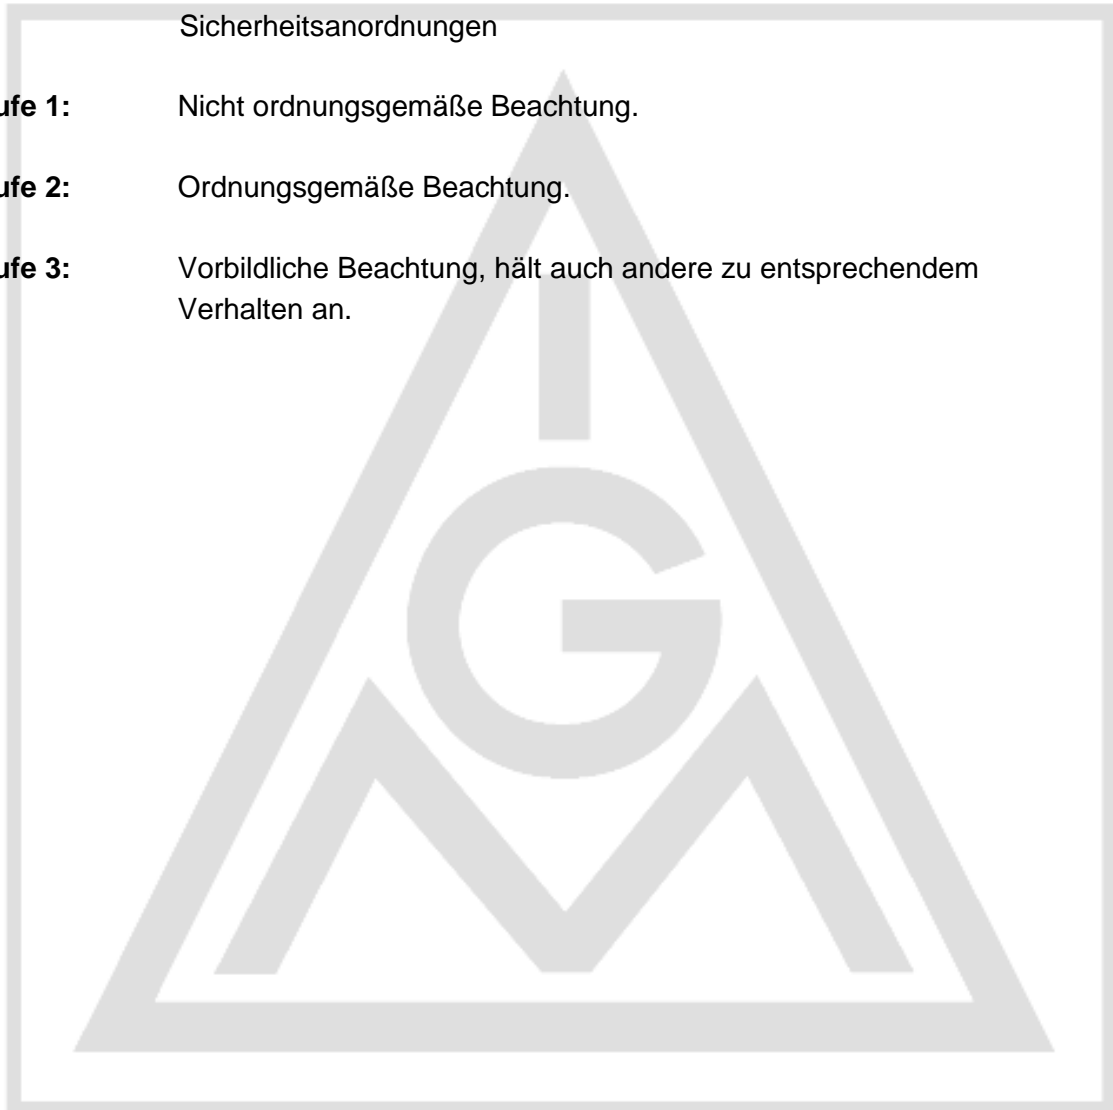 Sicherheitsanordnungen
ufe 1: Nicht ordnungsgemäße Beachtung.
ufe 2: Ordnungsgemäße Beachtung.
ufe 3: Vorbildliche Beachtung, hält auch andere zu entsprechendem
Verhalten an.
I
G
M